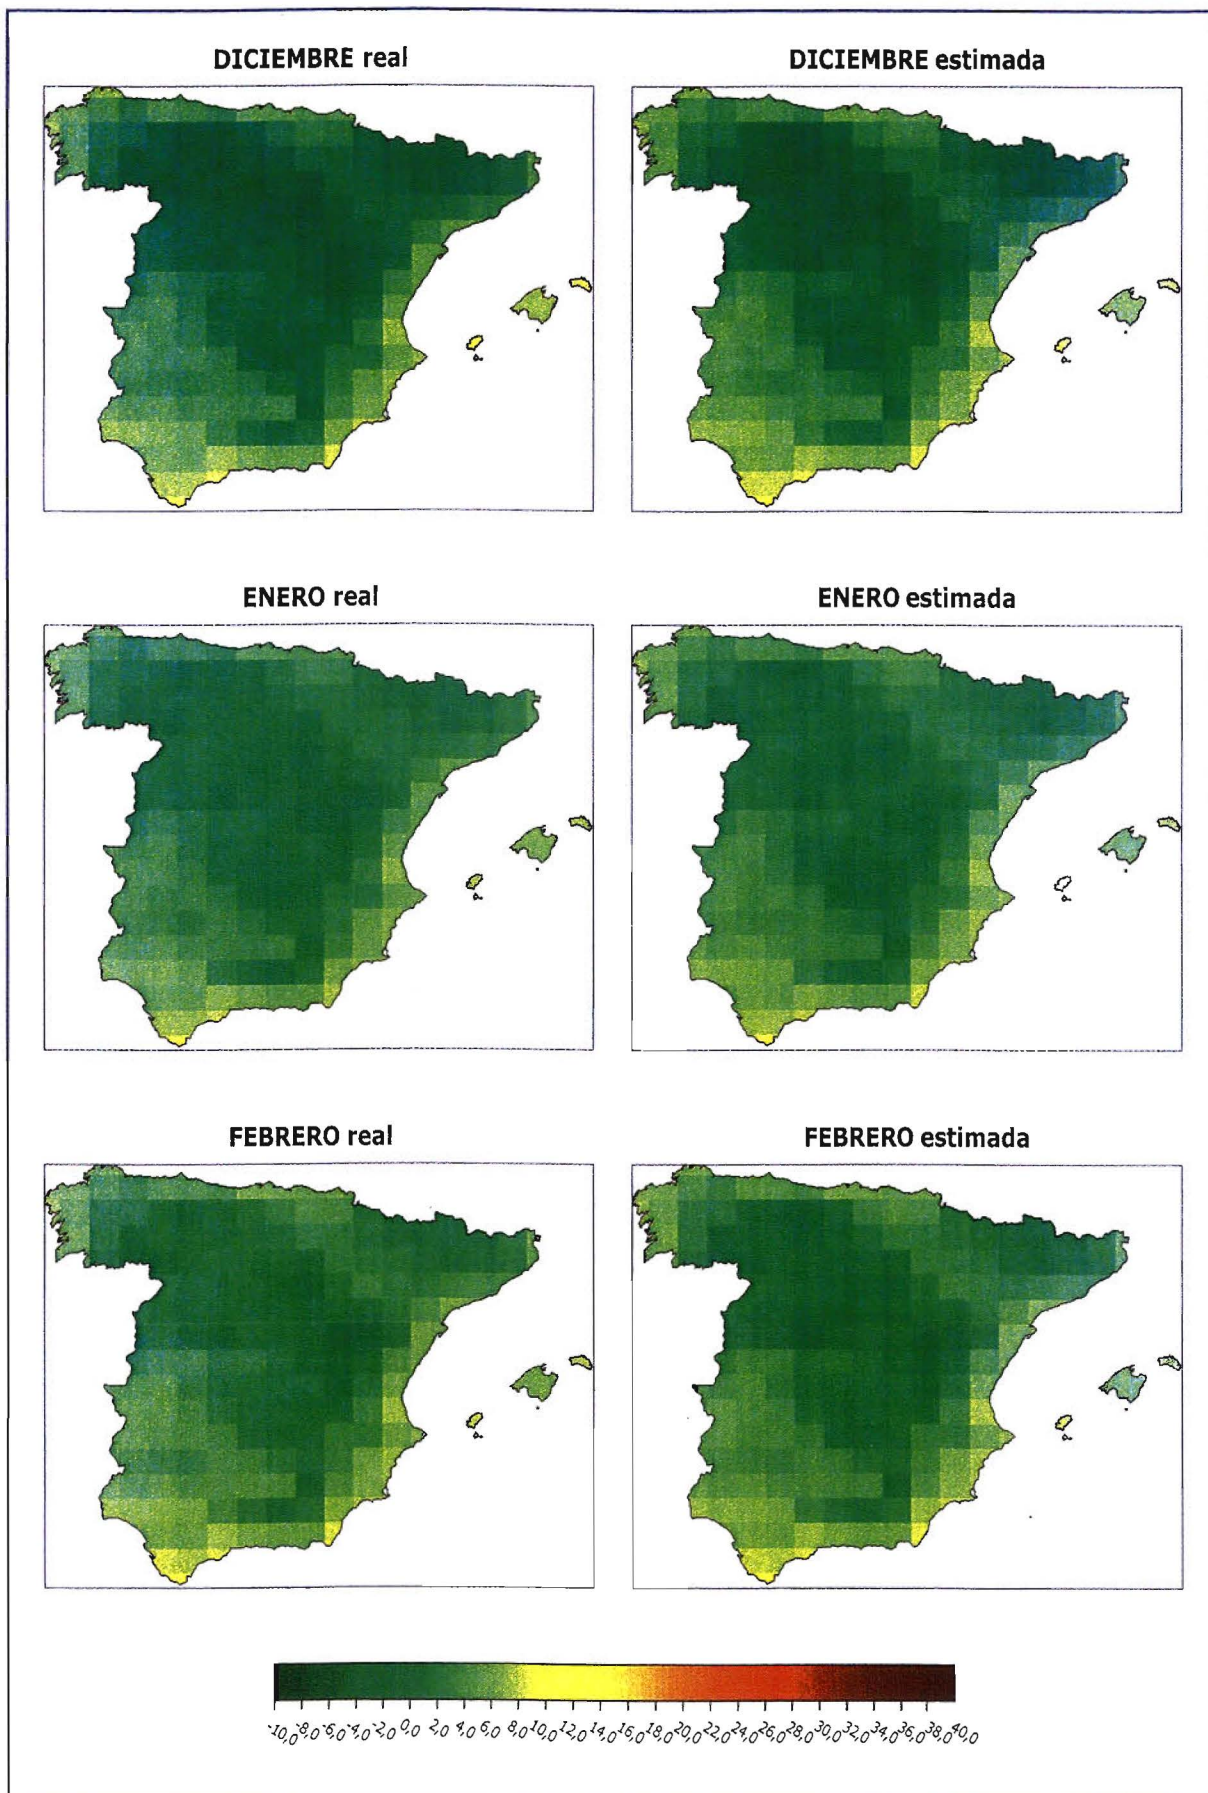 DICIEMBRE real
DICIEMBRE estimada
ENERO real
ENERO estimada
FEBRERO real
FEBRERO estimada
-10,0 -8,0 -6,0 -4,0 -2,0 0,0 2,0 4,0 6,0 8,0 10,0 12,0 14,0 16,0 18,0 20,0 22,0 24,0 26,0 28,0 30,0 32,0 34,0 36,0 38,0 40,0